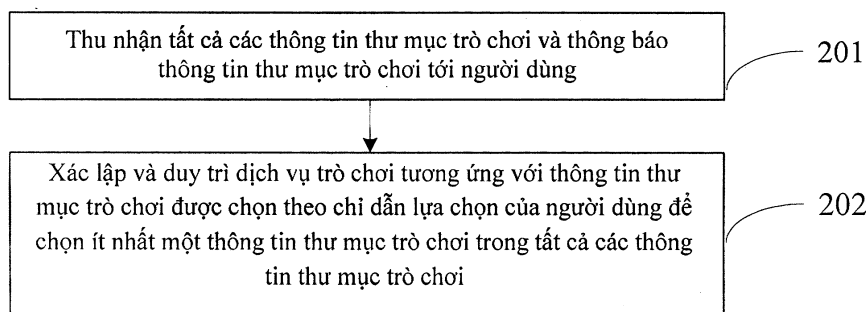 Thu nhận tất cả các thông tin thư mục trò chơi và thông báo
thông tin thư mục trò chơi tới người dùng
201
Xác lập và duy trì dịch vụ trò chơi tương ứng với thông tin thư
mục trò chơi được chọn theo chỉ dẫn lựa chọn của người dùng để
chọn ít nhất một thông tin thư mục trò chơi trong tất cả các thông
tin thư mục trò chơi
202